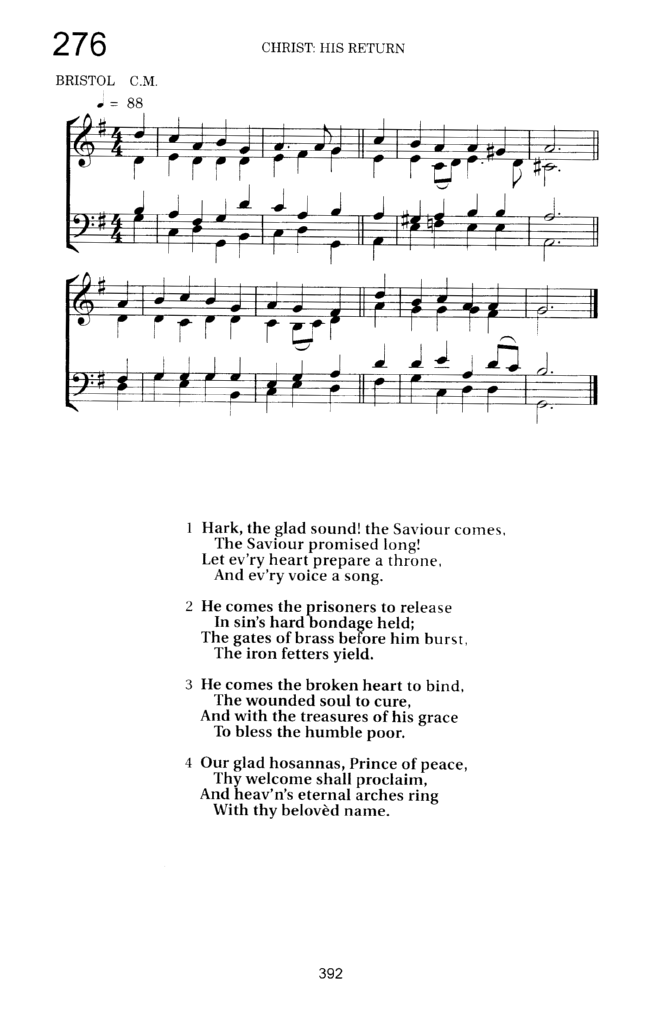 276
CHRIST: HIS RETURN
BRISTOL C.M.
♩ = 88
1 Hark, the glad sound! the Saviour comes,
The Saviour promised long!
Let ev'ry heart prepare a throne,
And ev'ry voice a song.
2 He comes the prisoners to release
In sin's hard bondage held;
The gates of brass before him burst,
The iron fetters yield.
3 He comes the broken heart to bind,
The wounded soul to cure,
And with the treasures of his grace
To bless the humble poor.
4 Our glad hosannas, Prince of peace,
Thy welcome shall proclaim,
And heav'n's eternal arches ring
With thy belovèd name.
392